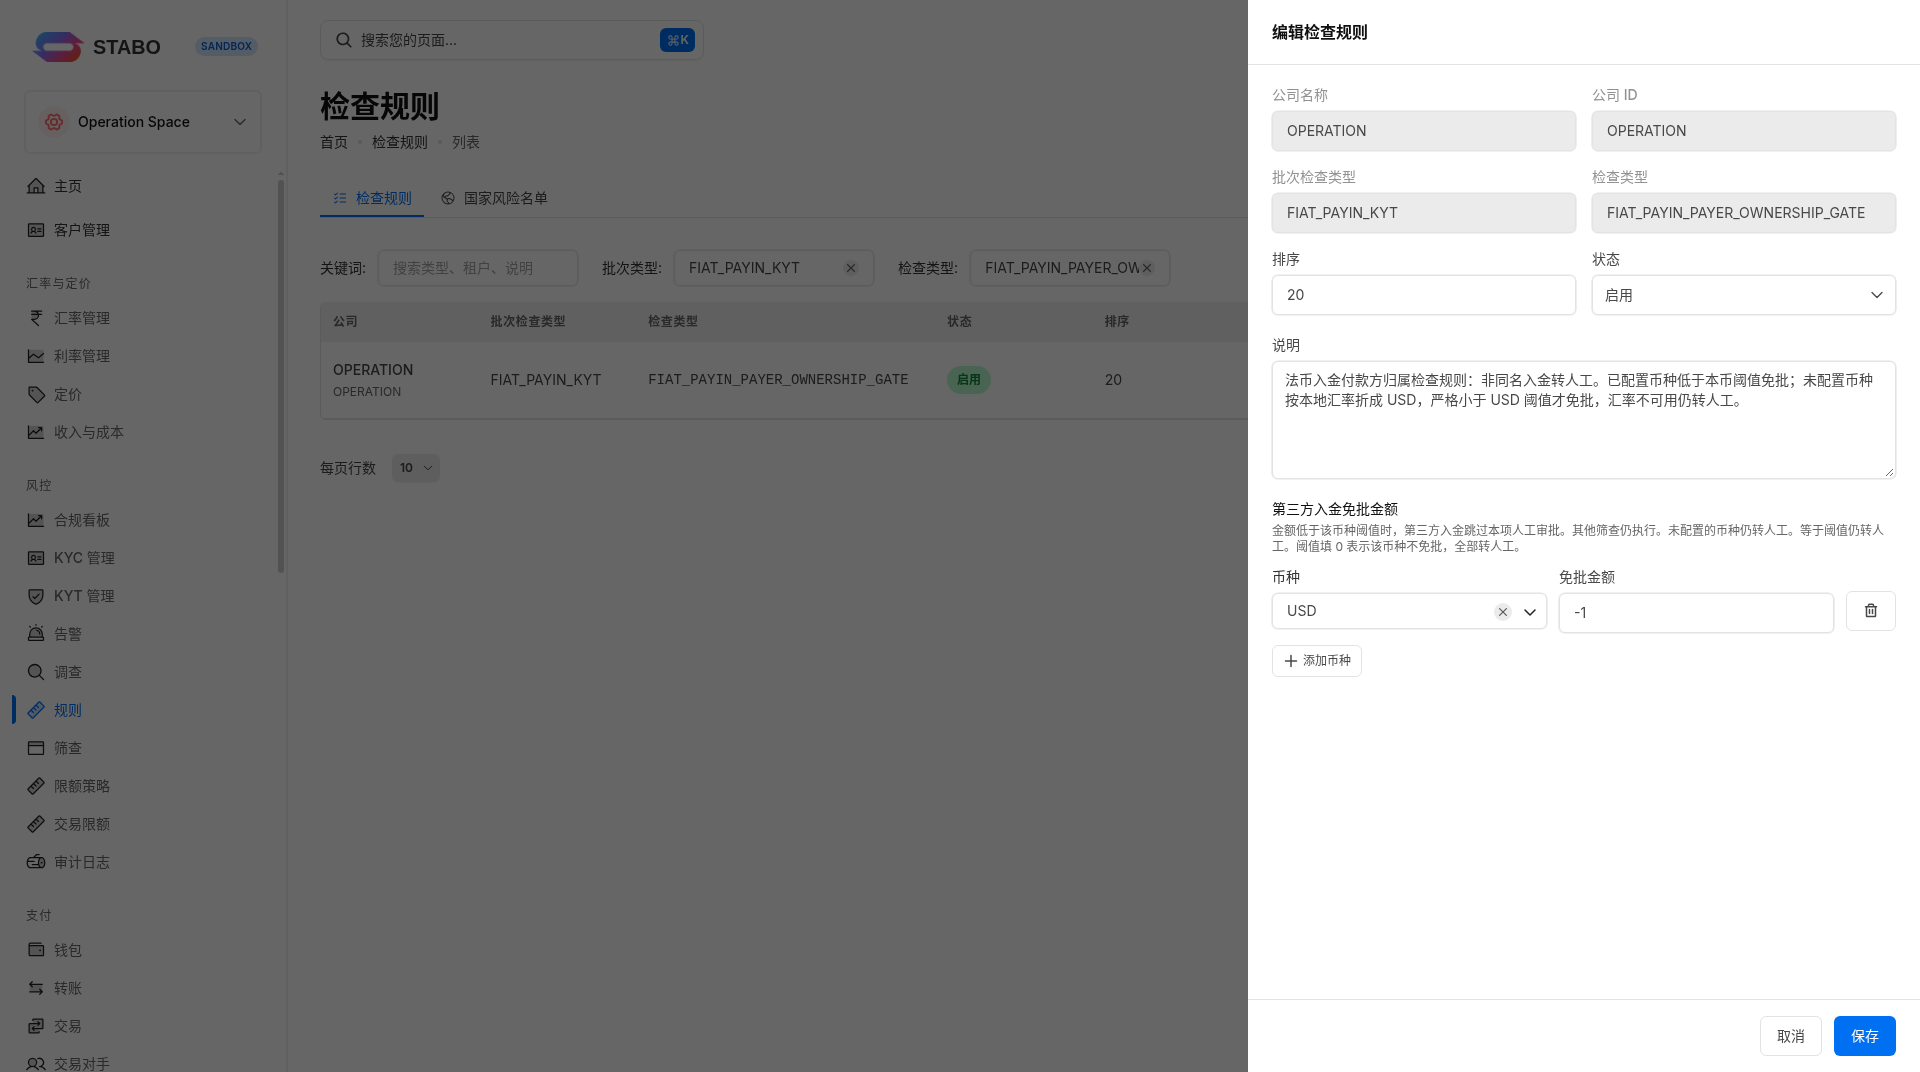 STABO
SANDBOX
Operation Space
主页
客户管理
汇率与定价
汇率管理
利率管理
定价
收入与成本
风控
合规看板
KYC 管理
KYT 管理
告警
调查
规则
筛查
限额策略
交易限额
审计日志
支付
钱包
转账
交易
交易对手
搜索您的页面...
⌘K
检查规则
首页 • 检查规则 • 列表
检查规则
国家风险名单
关键词: 搜索类型、租户、说明 批次类型: FIAT_PAYIN_KYT 检查类型: FIAT_PAYIN_PAYER_OW
公司 批次检查类型 检查类型 状态 排序
OPERATION
OPERATION
FIAT_PAYIN_KYT FIAT_PAYIN_PAYER_OWNERSHIP_GATE 启用 20
每页行数 10
编辑检查规则
公司名称 公司 ID
OPERATION OPERATION
批次检查类型 检查类型
FIAT_PAYIN_KYT FIAT_PAYIN_PAYER_OWNERSHIP_GATE
排序 状态
20 启用
说明
法币入金付款方归属检查规则：非同名入金转人工。已配置币种低于本币阈值免批；未配置币种
按本地汇率折成 USD，严格小于 USD 阈值才免批，汇率不可用仍转人工。
第三方入金免批金额
金额低于该币种阈值时，第三方入金跳过本项人工审批。其他筛查仍执行。未配置的币种仍转人工。等于阈值仍转人
工。阈值填 0 表示该币种不免批，全部转人工。
币种 免批金额
USD -1
添加币种
取消 保存